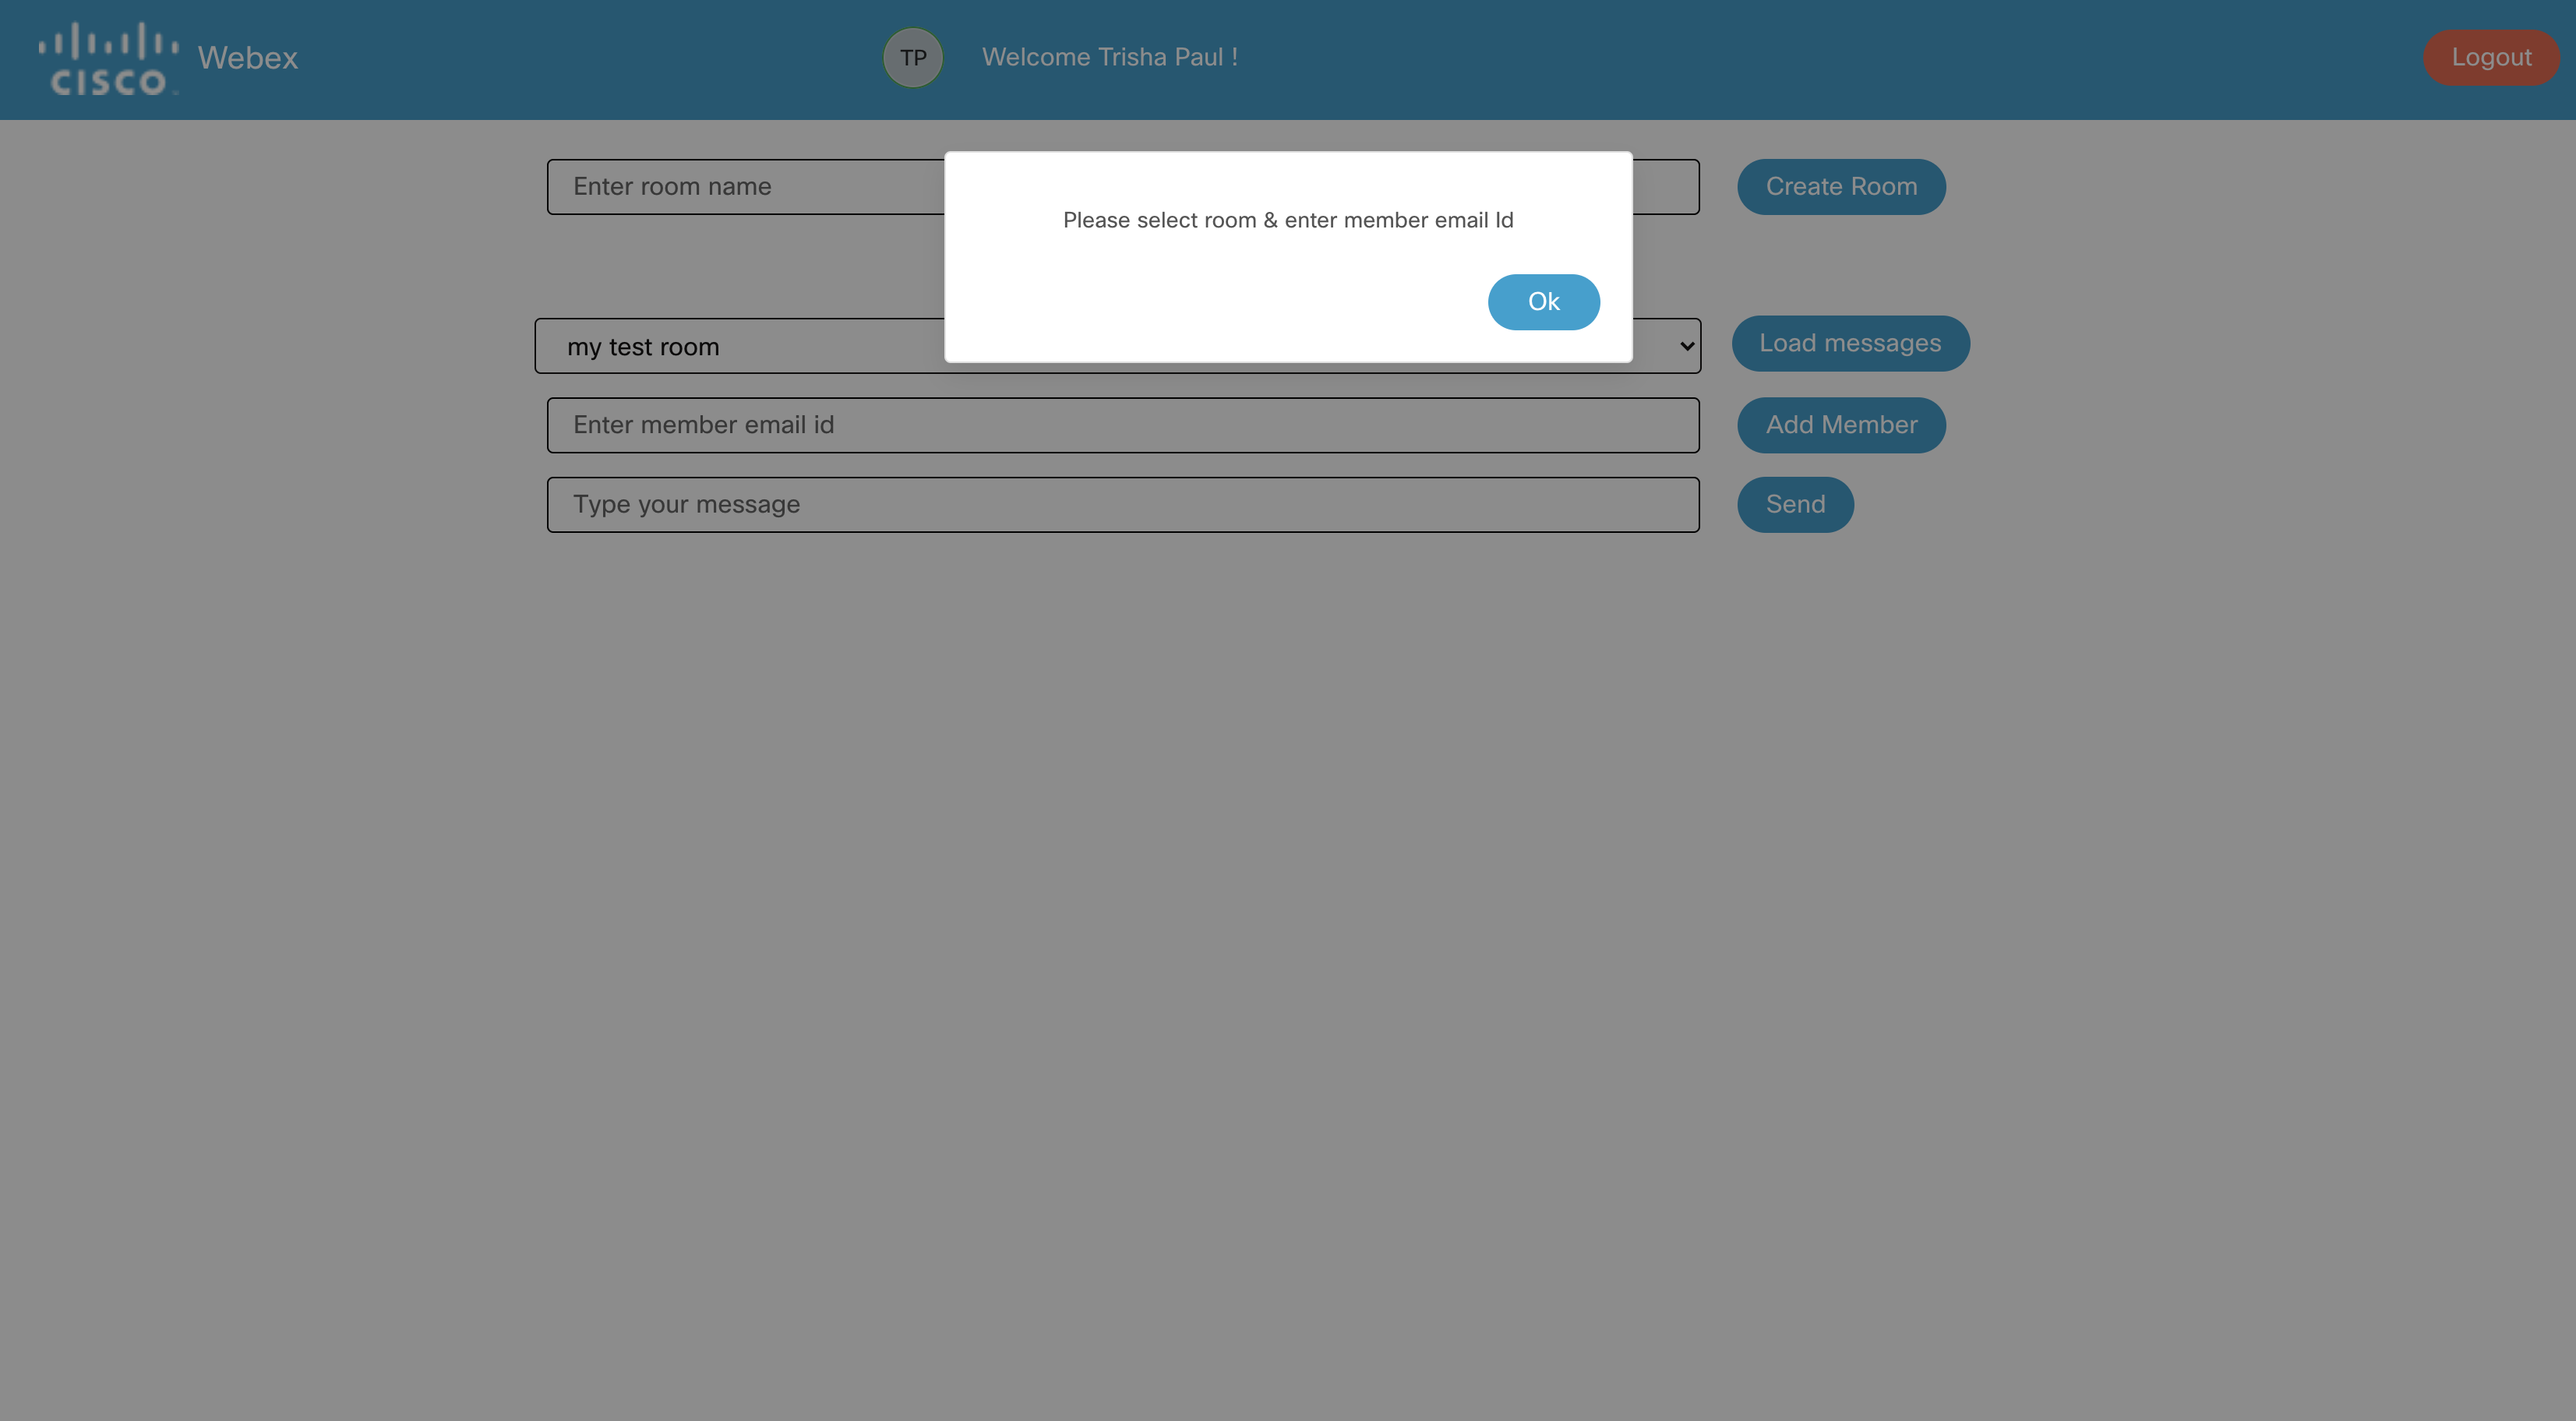 CISCO Webex
TP
Welcome Trisha Paul !
Logout
Enter room name
Create Room
Please select room & enter member email Id
Ok
my test room
Load messages
Enter member email id
Add Member
Type your message
Send